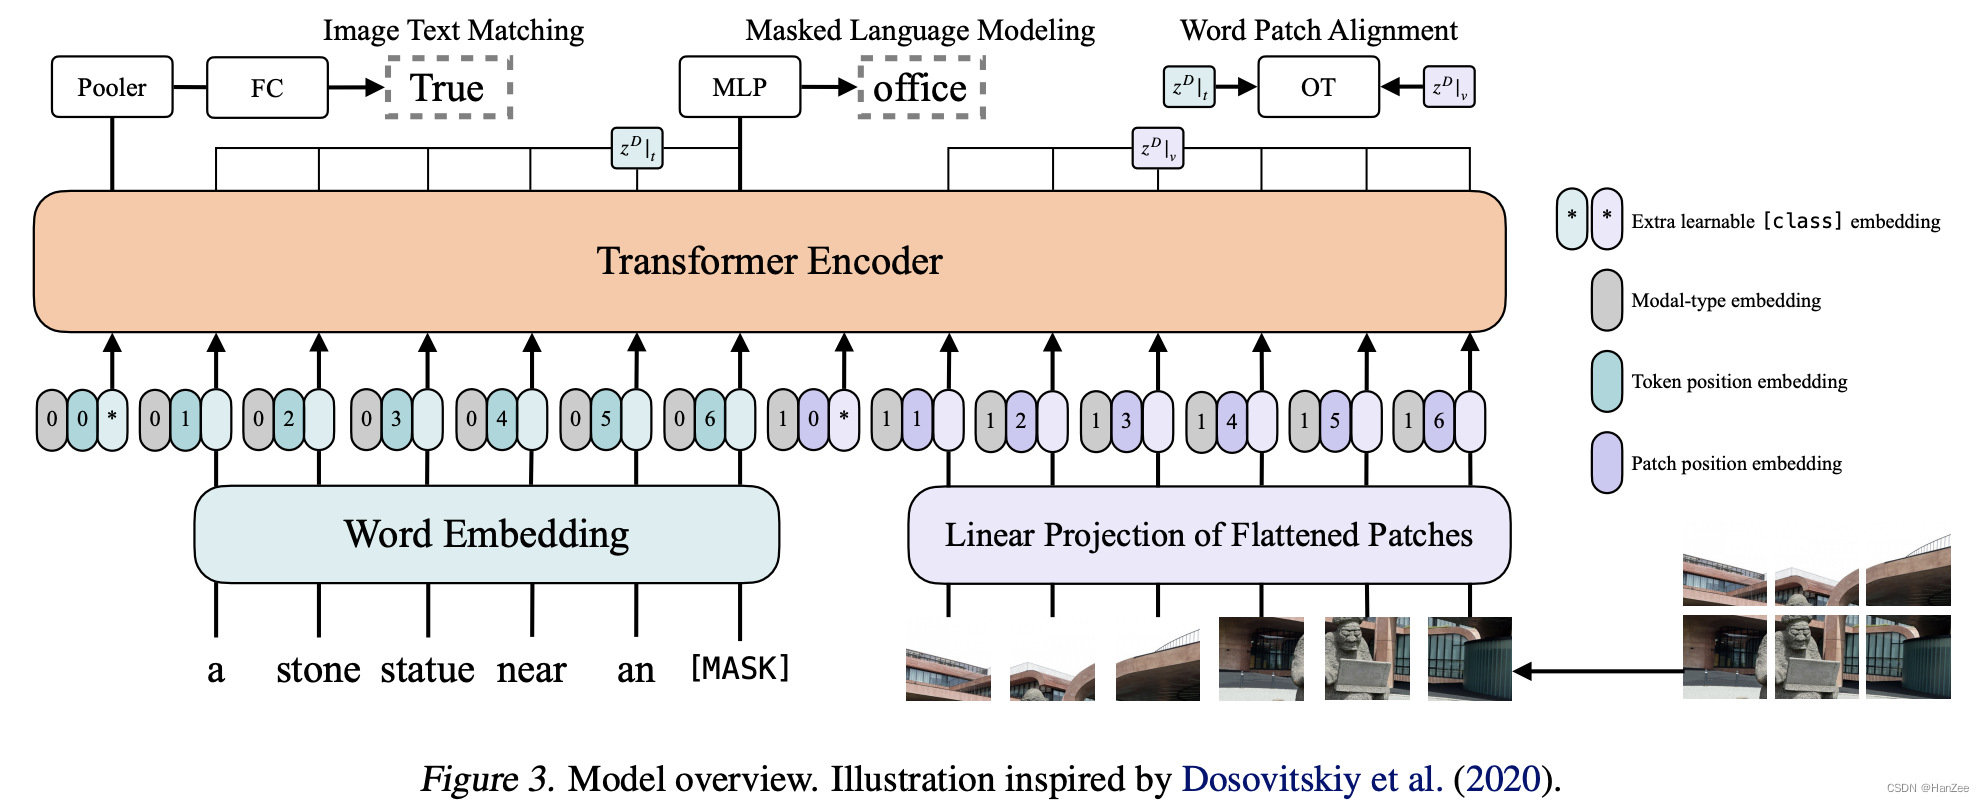 Image Text Matching
Masked Language Modeling
Word Patch Alignment
Pooler
FC
True
MLP
office
z^D|_t
OT
z^D|_v
z^D|_t
z^D|_v
Transformer Encoder
* * Extra learnable [class] embedding
Modal-type embedding
Token position embedding
Patch position embedding
0 0 * 0 1 0 2 0 3 0 4 0 5 0 6 1 0 * 1 1 1 2 1 3 1 4 1 5 1 6
Word Embedding
Linear Projection of Flattened Patches
a stone statue near an [MASK]
Figure 3. Model overview. Illustration inspired by Dosovitskiy et al. (2020).
CSDN @HanZee